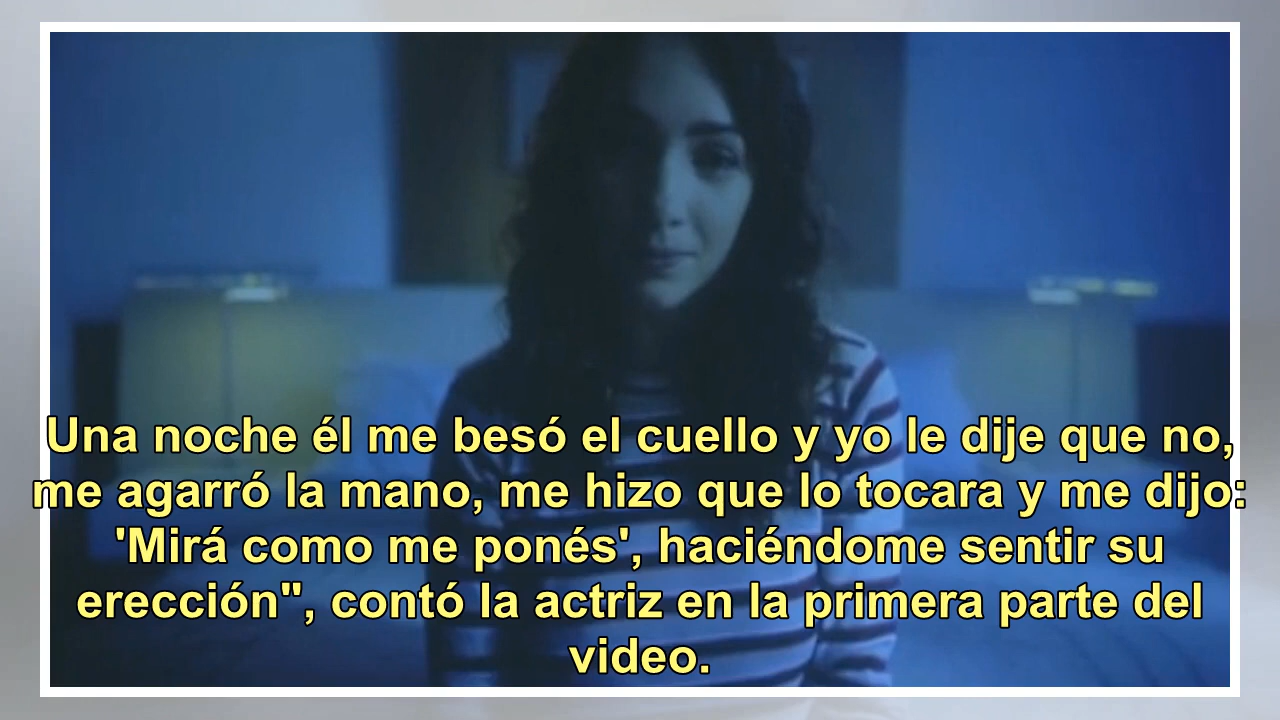 Una noche él me besó el cuello y yo le dije que no,
me agarró la mano, me hizo que lo tocara y me dijo:
'Mirá como me ponés', haciéndome sentir su
erección", contó la actriz en la primera parte del
video.